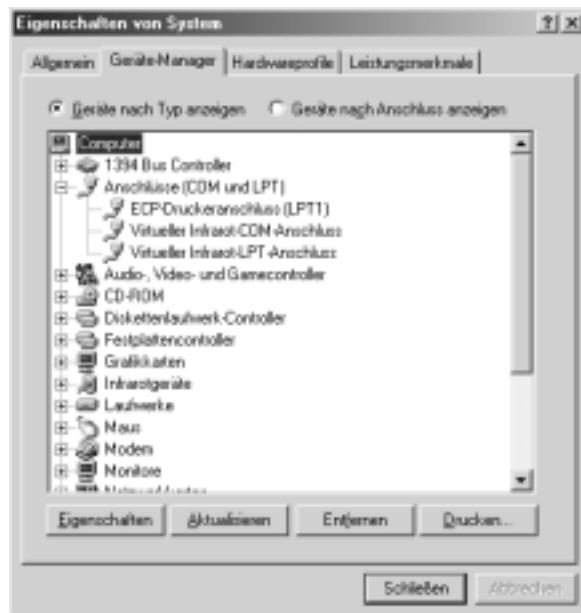 Eigenschaften von System
Allgemein Geräte-Manager Hardwareprofile Leistungsmerkmale
Geräte nach Typ anzeigen Geräte nach Anschluss anzeigen
Computer
1394 Bus Controller
Anschlüsse (COM und LPT)
ECP-Druckeranschluss (LPT1)
Virtueller Infrarot-COM-Anschluss
Virtueller Infrarot-LPT-Anschluss
Audio-, Video- und Gamecontroller
CD-ROM
Diskettenlaufwerk-Controller
Festplattencontroller
Grafikkarten
Infrarotgeräte
Laufwerke
Maus
Modem
Monitore
Eigenschaften Aktualisieren Entfernen Drucken...
Schließen Abbrechen